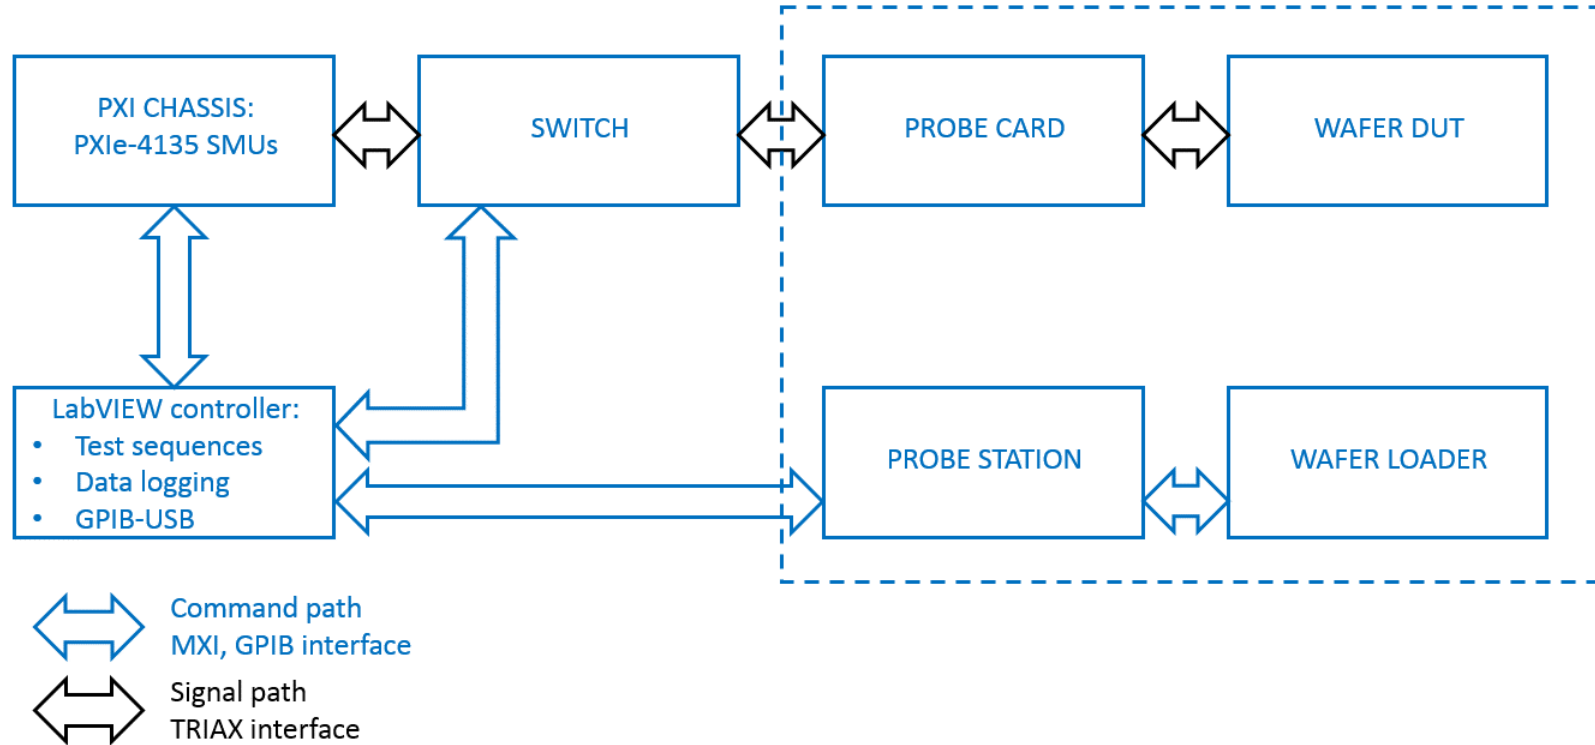 PXI CHASSIS:
PXIe-4135 SMUs
SWITCH
PROBE CARD
WAFER DUT
LabVIEW controller:
• Test sequences
• Data logging
• GPIB-USB
PROBE STATION
WAFER LOADER
Command path
MXI, GPIB interface
Signal path
TRIAX interface